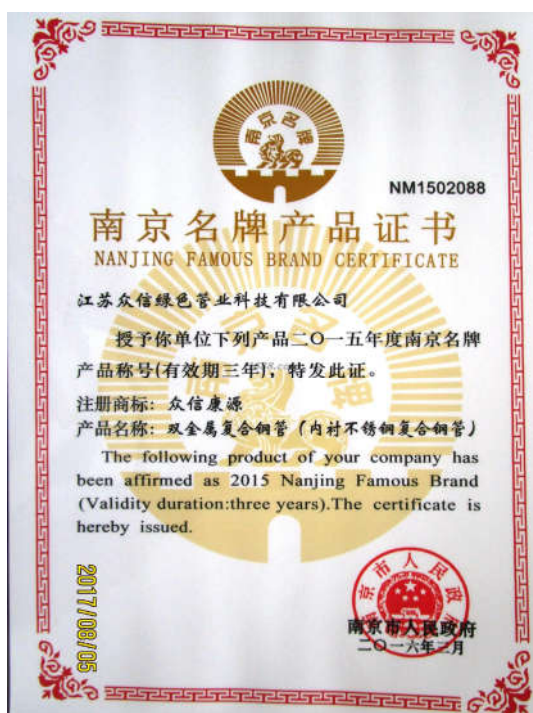 南京名牌
NM1502088
南京名牌产品证书
NANJING FAMOUS BRAND CERTIFICATE
江苏众信绿色管业科技有限公司
授予你单位下列产品二〇一五年度南京名牌
产品称号(有效期三年)，特发此证。
注册商标：众信康源
产品名称：双金属复合钢管（内衬不锈钢复合钢管）
The following product of your company has
been affirmed as 2015 Nanjing Famous Brand
(Validity duration:three years).The certificate is
hereby issued.
南京市人民政府
南京市人民政府
二〇一六年三月
2017/08/05